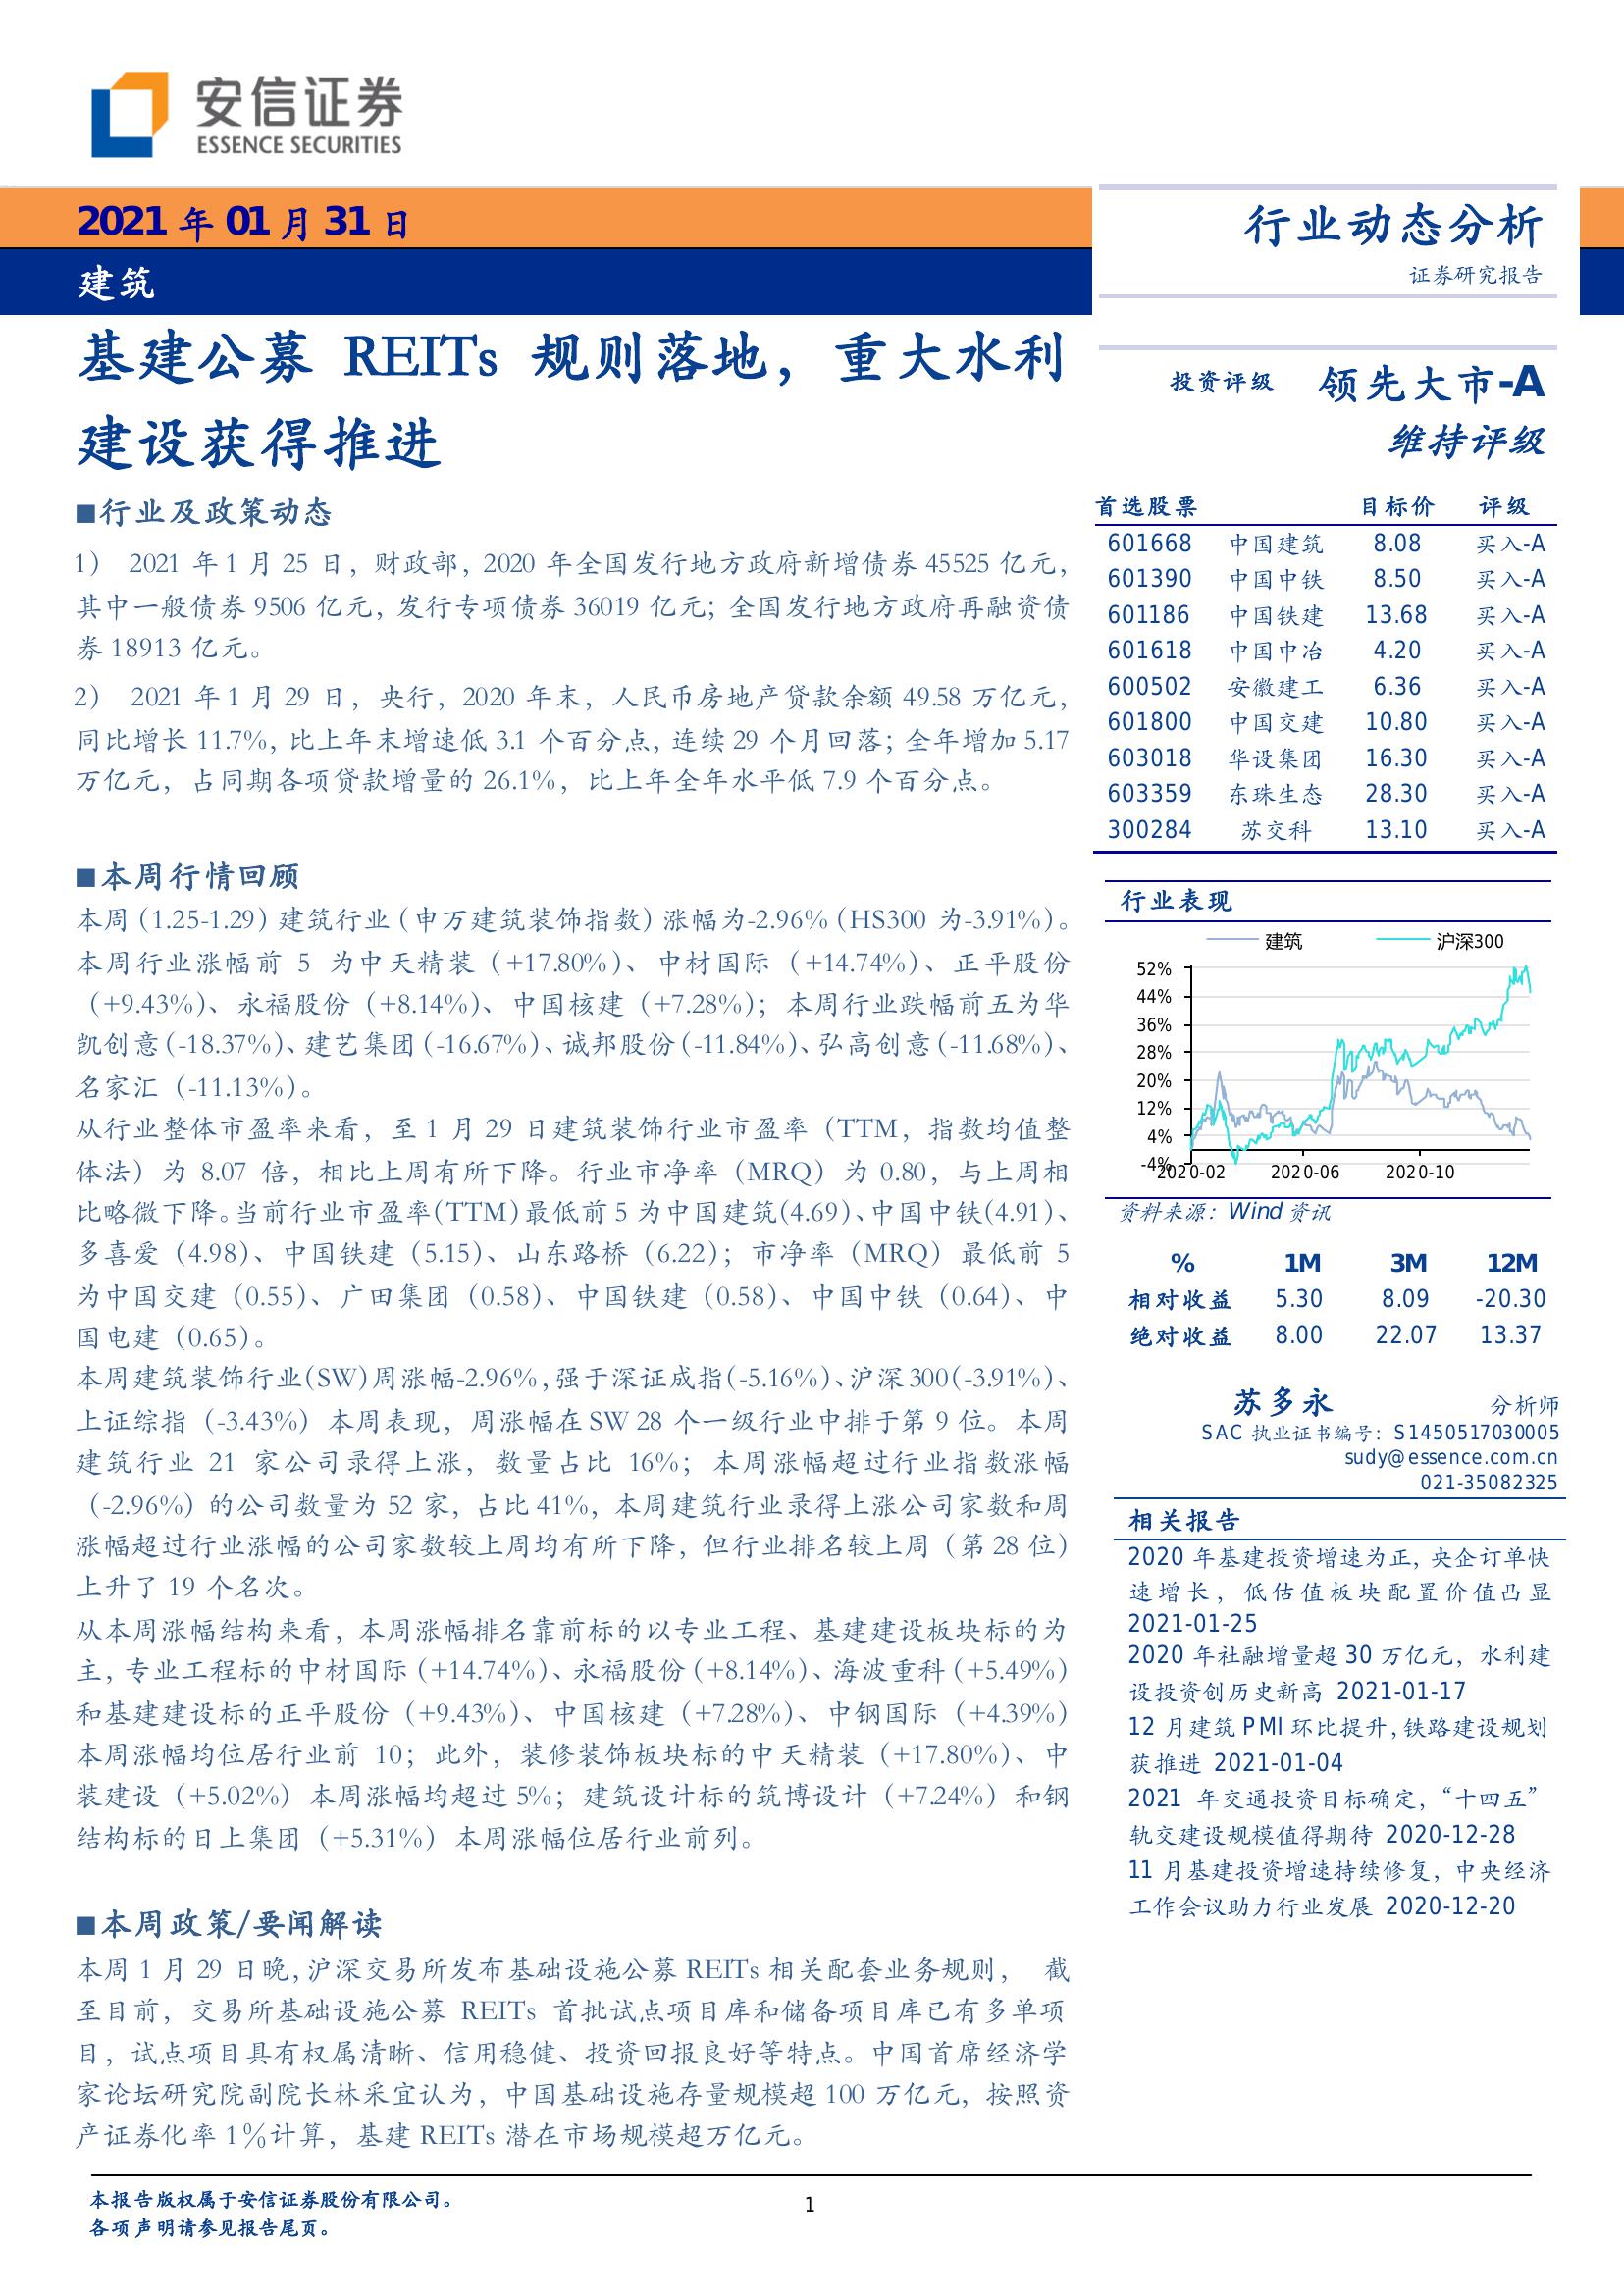 安信证券
ESSENCE SECURITIES
2021 年 01 月 31 日
建筑
行业动态分析
证券研究报告
基建公募 REITs 规则落地，重大水利
建设获得推进
■行业及政策动态
1） 2021 年 1 月 25 日，财政部，2020 年全国发行地方政府新增债券 45525 亿元，
其中一般债券 9506 亿元，发行专项债券 36019 亿元；全国发行地方政府再融资债
券 18913 亿元。
2） 2021 年 1 月 29 日，央行，2020 年末，人民币房地产贷款余额 49.58 万亿元，
同比增长 11.7%，比上年末增速低 3.1 个百分点，连续 29 个月回落；全年增加 5.17
万亿元，占同期各项贷款增量的 26.1%，比上年全年水平低 7.9 个百分点。
■本周行情回顾
本周（1.25-1.29）建筑行业（申万建筑装饰指数）涨幅为-2.96%（HS300 为-3.91%）。
本周行业涨幅前 5 为中天精装（+17.80%）、中材国际（+14.74%）、正平股份
（+9.43%）、永福股份（+8.14%）、中国核建（+7.28%）；本周行业跌幅前五为华
凯创意（-18.37%）、建艺集团（-16.67%）、诚邦股份（-11.84%）、弘高创意（-11.68%）、
名家汇（-11.13%）。
从行业整体市盈率来看，至 1 月 29 日建筑装饰行业市盈率（TTM，指数均值整
体法）为 8.07 倍，相比上周有所下降。行业市净率（MRQ）为 0.80，与上周相
比略微下降。当前行业市盈率（TTM）最低前 5 为中国建筑（4.69）、中国中铁（4.91）、
多喜爱（4.98）、中国铁建（5.15）、山东路桥（6.22）；市净率（MRQ）最低前 5
为中国交建（0.55）、广田集团（0.58）、中国铁建（0.58）、中国中铁（0.64）、中
国电建（0.65）。
本周建筑装饰行业（SW）周涨幅-2.96%，强于深证成指（-5.16%）、沪深 300（-3.91%）、
上证综指（-3.43%）本周表现，周涨幅在 SW 28 个一级行业中排于第 9 位。本周
建筑行业 21 家公司录得上涨，数量占比 16%；本周涨幅超过行业指数涨幅
（-2.96%）的公司数量为 52 家，占比 41%，本周建筑行业录得上涨公司家数和周
涨幅超过行业涨幅的公司家数较上周均有所下降，但行业排名较上周（第 28 位）
上升了 19 个名次。
从本周涨幅结构来看，本周涨幅排名靠前标的以专业工程、基建建设板块标的为
主，专业工程标的中材国际（+14.74%）、永福股份（+8.14%）、海波重科（+5.49%）
和基建建设标的正平股份（+9.43%）、中国核建（+7.28%）、中钢国际（+4.39%）
本周涨幅均位居行业前 10；此外，装修装饰板块标的中天精装（+17.80%）、中
装建设（+5.02%）本周涨幅均超过 5%；建筑设计标的筑博设计（+7.24%）和钢
结构标的日上集团（+5.31%）本周涨幅位居行业前列。
■本周政策/要闻解读
本周 1 月 29 日晚，沪深交易所发布基础设施公募 REITs 相关配套业务规则， 截
至目前，交易所基础设施公募 REITs 首批试点项目库和储备项目库已有多单项
目，试点项目具有权属清晰、信用稳健、投资回报良好等特点。中国首席经济学
家论坛研究院副院长林采宜认为，中国基础设施存量规模超 100 万亿元，按照资
产证券化率 1％计算，基建 REITs 潜在市场规模超万亿元。
投资评级 领先大市-A
维持评级
首选股票 目标价 评级
601668 中国建筑 8.08 买入-A
601390 中国中铁 8.50 买入-A
601186 中国铁建 13.68 买入-A
601618 中国中冶 4.20 买入-A
600502 安徽建工 6.36 买入-A
601800 中国交建 10.80 买入-A
603018 华设集团 16.30 买入-A
603359 东珠生态 28.30 买入-A
300284 苏交科 13.10 买入-A
行业表现
建筑 沪深300
52%
44%
36%
28%
20%
12%
4%
-4%
2020-02 2020-06 2020-10
资料来源：Wind 资讯
% 1M 3M 12M
相对收益 5.30 8.09 -20.30
绝对收益 8.00 22.07 13.37
苏多永 分析师
SAC 执业证书编号：S1450517030005
sudy@essence.com.cn
021-35082325
相关报告
2020 年基建投资增速为正，央企订单快
速增长，低估值板块配置价值凸显
2021-01-25
2020 年社融增量超 30 万亿元，水利建
设投资创历史新高 2021-01-17
12 月建筑 PMI 环比提升，铁路建设规划
获推进 2021-01-04
2021 年交通投资目标确定，“十四五”
轨交建设规模值得期待 2020-12-28
11 月基建投资增速持续修复，中央经济
工作会议助力行业发展 2020-12-20
本报告版权属于安信证券股份有限公司。
各项声明请参见报告尾页。
1